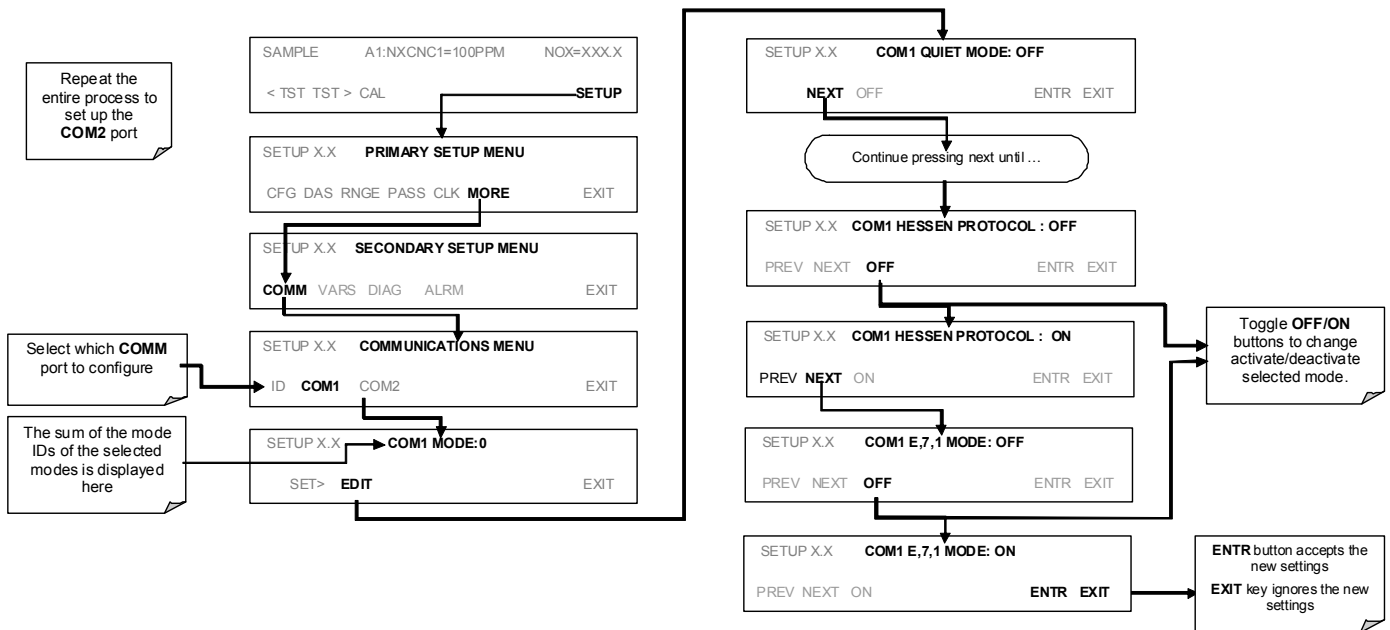 Repeat the
entire process to
set up the
COM2 port
SAMPLE A1:NXCNC1=100PPM NOX=XXX.X
< TST TST > CAL SETUP
SETUP X.X PRIMARY SETUP MENU
CFG DAS RNGE PASS CLK MORE EXIT
SETUP X.X SECONDARY SETUP MENU
COMM VARS DIAG ALRM EXIT
Select which COMM
port to configure
SETUP X.X COMMUNICATIONS MENU
ID COM1 COM2 EXIT
The sum of the mode
IDs of the selected
modes is displayed
here
SETUP X.X COM1 MODE:0
SET> EDIT EXIT
SETUP X.X COM1 QUIET MODE: OFF
NEXT OFF ENTR EXIT
Continue pressing next until …
SETUP X.X COM1 HESSEN PROTOCOL : OFF
PREV NEXT OFF ENTR EXIT
SETUP X.X COM1 HESSEN PROTOCOL : ON
PREV NEXT ON ENTR EXIT
Toggle OFF/ON
buttons to change
activate/deactivate
selected mode.
SETUP X.X COM1 E,7,1 MODE: OFF
PREV NEXT OFF ENTR EXIT
SETUP X.X COM1 E,7,1 MODE: ON
PREV NEXT ON ENTR EXIT
ENTR button accepts the
new settings
EXIT key ignores the new
settings